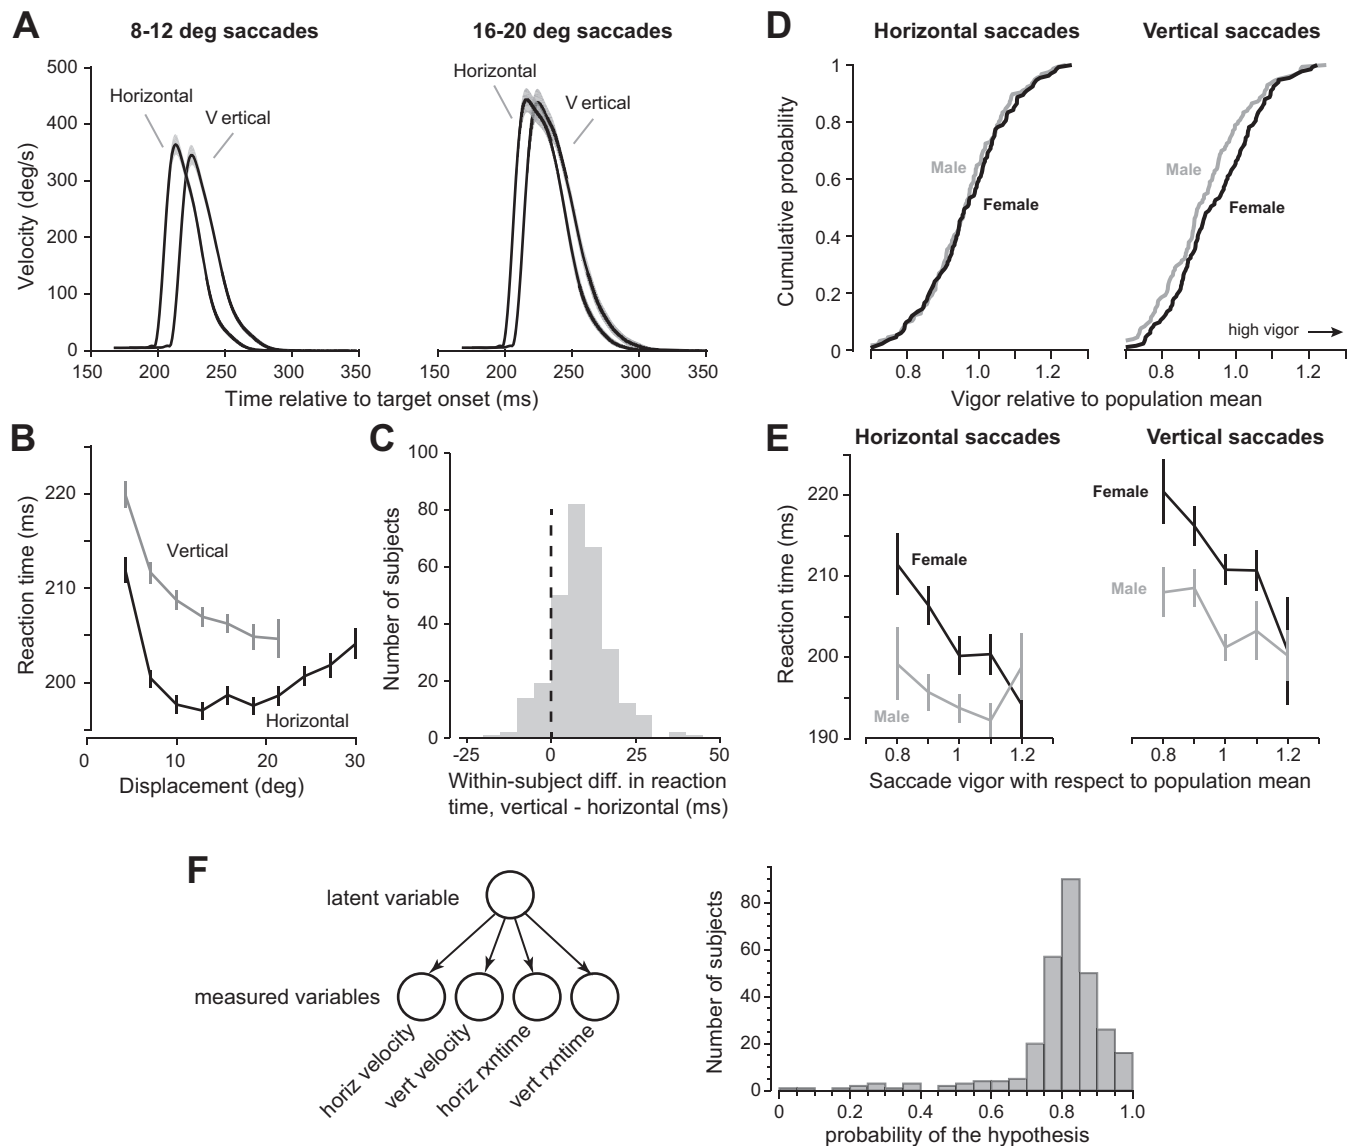 A
8-12 deg saccades
16-20 deg saccades
500
400
300
200
100
0
Velocity (deg/s)
Horizontal
V ertical
Horizontal
V ertical
150
200
250
300
350
150
200
250
300
350
Time relative to target onset (ms)
D
Horizontal saccades
Vertical saccades
1
0.8
0.6
0.4
0.2
0
Cumulative probability
Male
Female
Male
Female
high vigor
0.8
1.0
1.2
0.8
1.0
1.2
Vigor relative to population mean
B
220
210
200
Reaction time (ms)
Vertical
Horizontal
0
10
20
30
Displacement (deg)
C
100
80
60
40
20
0
Number of subjects
-25
0
25
50
Within-subject diff. in reaction
time, vertical - horizontal (ms)
E
Horizontal saccades
Vertical saccades
220
210
200
190
Reaction time (ms)
Female
Male
Female
Male
0.8
1
1.2
0.8
1
1.2
Saccade vigor with respect to population mean
F
latent variable
measured variables
horiz velocity
vert velocity
horiz rxntime
vert rxntime
80
60
40
20
0
Number of subjects
0
0.2
0.4
0.6
0.8
1.0
probability of the hypothesis